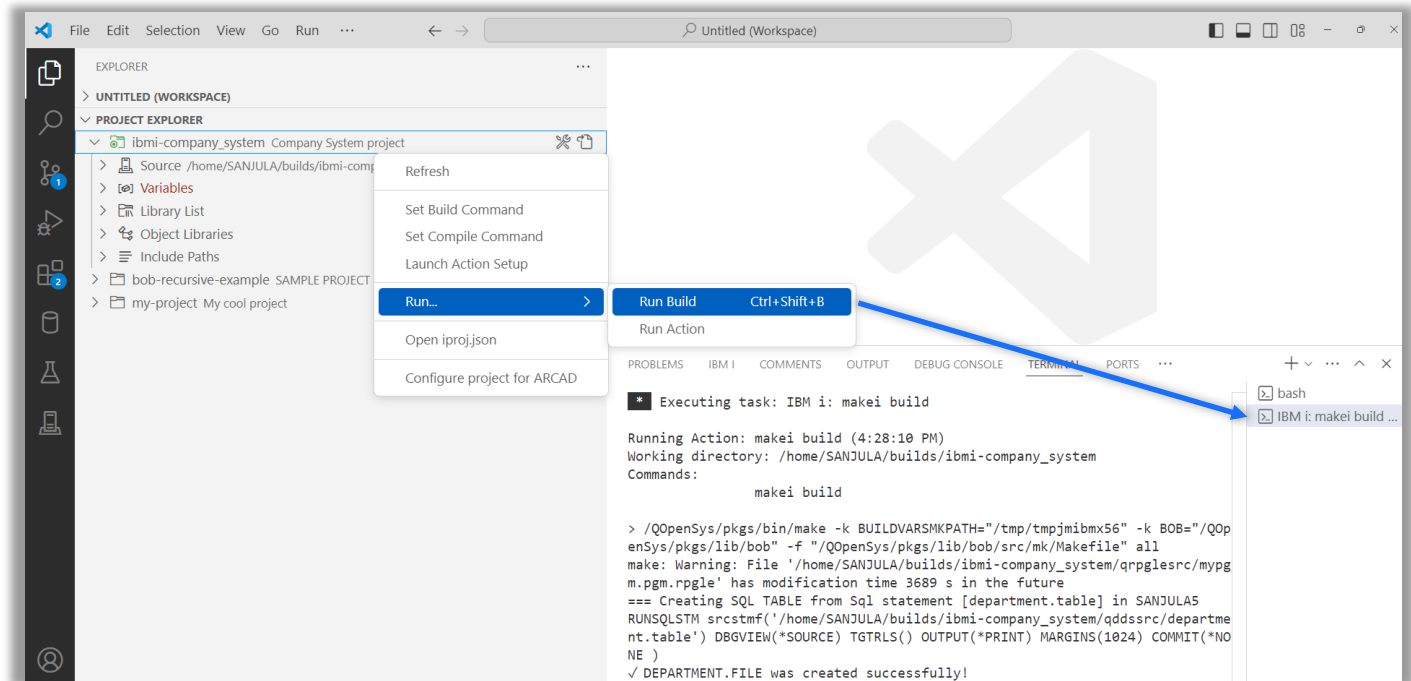 File Edit Selection View Go Run ··· ← → Untitled (Workspace)
EXPLORER ···
UNTITLED (WORKSPACE)
PROJECT EXPLORER
ibmi-company_system Company System project
Source /home/SANJULA/builds/ibmi-comp
Variables
Library List
Object Libraries
Include Paths
bob-recursive-example SAMPLE PROJECT
my-project My cool project
1
2
Refresh
Set Build Command
Set Compile Command
Launch Action Setup
Run...
Open iproj.json
Configure project for ARCAD
Run Build Ctrl+Shift+B
Run Action
PROBLEMS IBM I COMMENTS OUTPUT DEBUG CONSOLE TERMINAL PORTS ···
* Executing task: IBM i: makei build
Running Action: makei build (4:28:10 PM)
Working directory: /home/SANJULA/builds/ibmi-company_system
Commands:
makei build
> /QOpenSys/pkgs/bin/make -k BUILDVARSMKPATH="/tmp/tmpjmibmx56" -k BOB="/QOp
enSys/pkgs/lib/bob" -f "/QOpenSys/pkgs/lib/bob/src/mk/Makefile" all
make: Warning: File '/home/SANJULA/builds/ibmi-company_system/qrpglesrc/mypg
m.pgm.rpgle' has modification time 3689 s in the future
=== Creating SQL TABLE from Sql statement [department.table] in SANJULA5
RUNSQLSTM srcstmf('/home/SANJULA/builds/ibmi-company_system/qddssrc/departme
nt.table') DBGVIEW(*SOURCE) TGTRLS() OUTPUT(*PRINT) MARGINS(1024) COMMIT(*NO
NE )
√ DEPARTMENT.FILE was created successfully!
bash
IBM i: makei build ...